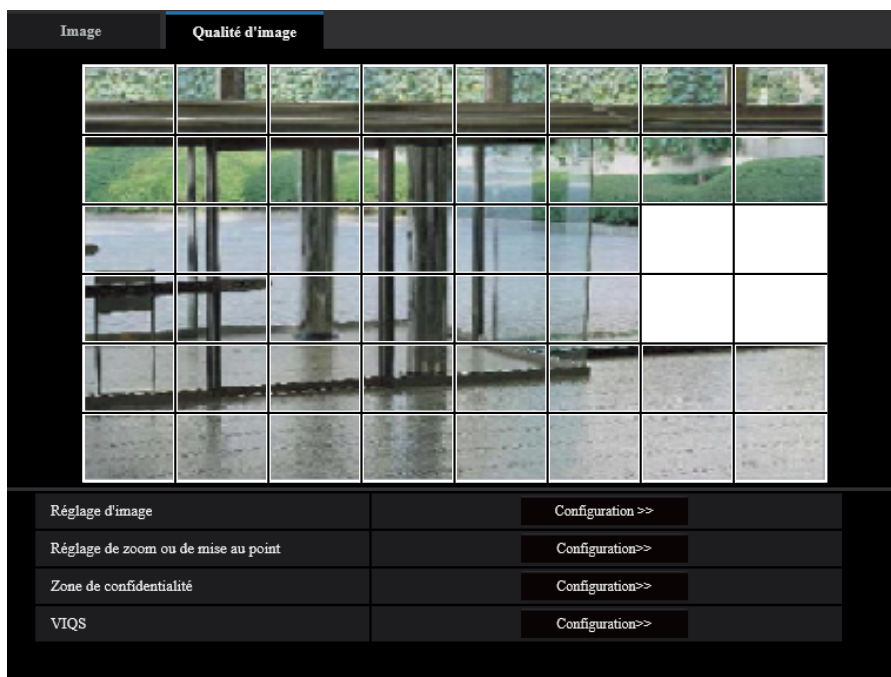 Image
Qualité d'image
Réglage d'image
Configuration >>
Réglage de zoom ou de mise au point
Configuration>>
Zone de confidentialité
Configuration>>
VIQS
Configuration>>